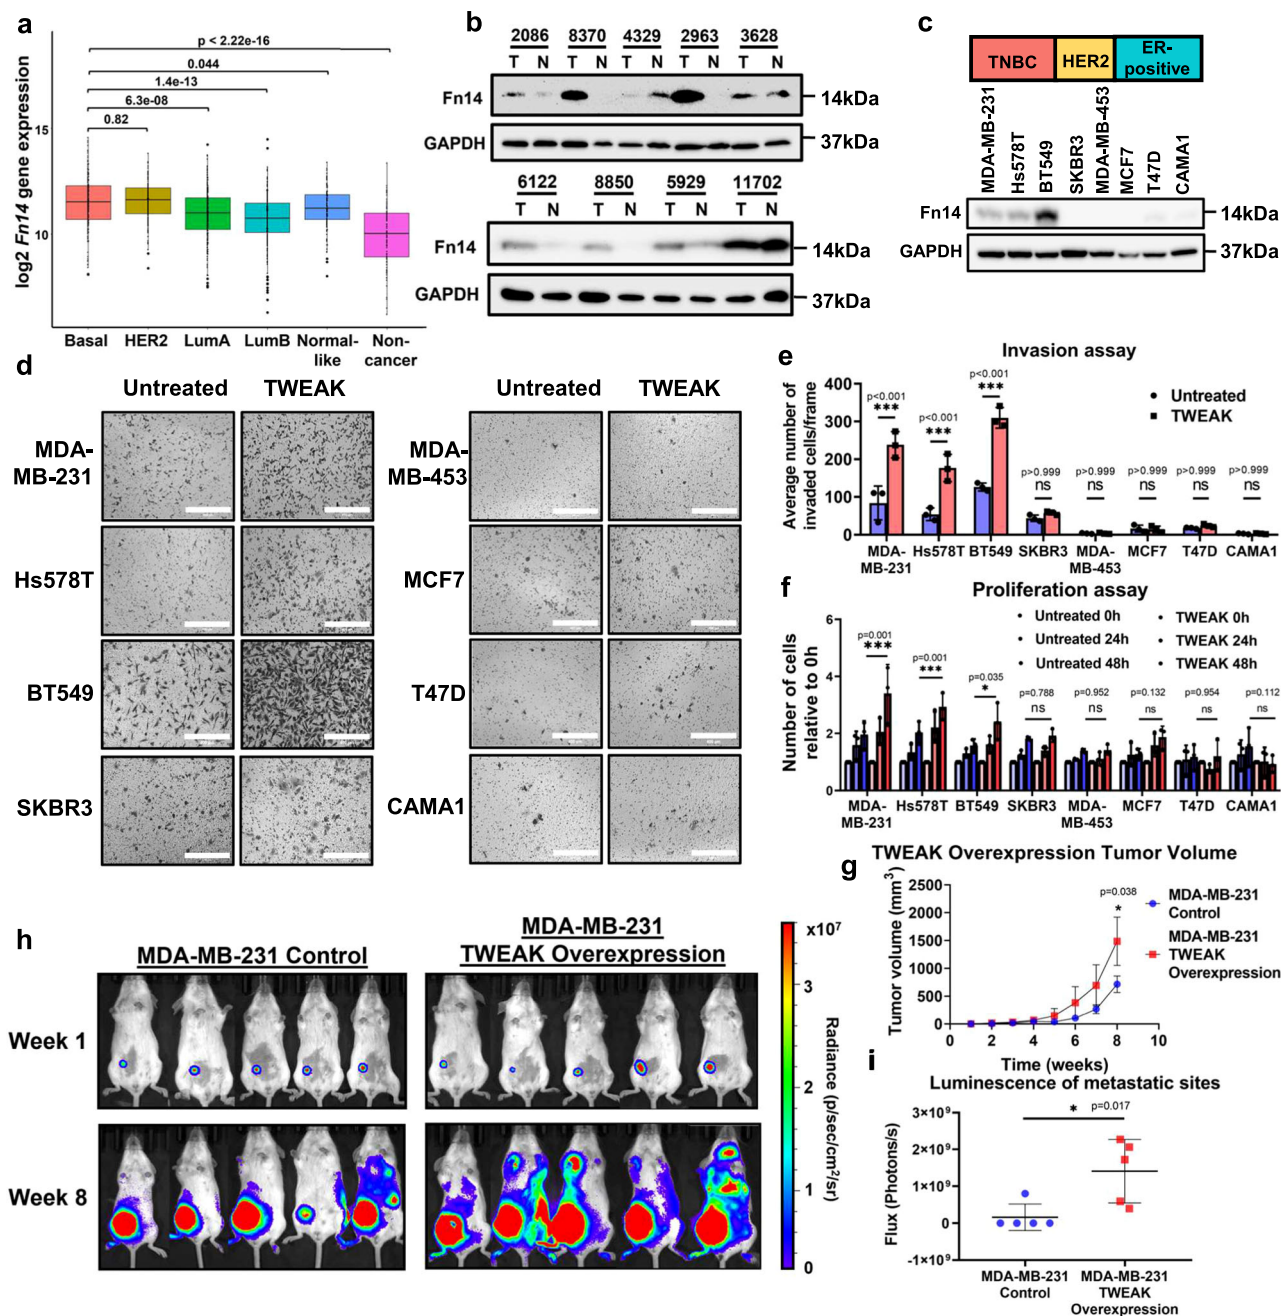 a
p < 2.22e-16
0.044
1.4e-13
6.3e-08
0.82
15
10
log2 Fn14 gene expression
Basal HER2 LumA LumB Normal-like Non-cancer
b
2086 8370 4329 2963 3628
T N T N T N T N T N
Fn14 14kDa
GAPDH 37kDa
6122 8850 5929 11702
T N T N T N T N
Fn14 14kDa
GAPDH 37kDa
c
TNBC HER2 ER-positive
MDA-MB-231 Hs578T BT549 SKBR3 MDA-MB-453 MCF7 T47D CAMA1
Fn14 14kDa
GAPDH 37kDa
d
Untreated TWEAK Untreated TWEAK
MDA-MB-231
Hs578T
BT549
SKBR3
MDA-MB-453
MCF7
T47D
CAMA1
e
Invasion assay
Average number of
invaded cells/frame
400
300
200
100
0
Untreated
TWEAK
p<0.001 p<0.001 p<0.001 p>0.999 p>0.999 p>0.999 p>0.999 p>0.999
*** *** *** ns ns ns ns ns
MDA-MB-231 Hs578T BT549 SKBR3 MDA-MB-453 MCF7 T47D CAMA1
f
Proliferation assay
Number of cells
relative to 0h
6
4
2
0
Untreated 0h TWEAK 0h
Untreated 24h TWEAK 24h
Untreated 48h TWEAK 48h
p=0.001 p=0.001 p=0.035 p=0.788 p=0.952 p=0.132 p=0.954 p=0.112
*** *** * ns ns ns ns ns
MDA-MB-231 Hs578T BT549 SKBR3 MDA-MB-453 MCF7 T47D CAMA1
g
TWEAK Overexpression Tumor Volume
Tumor volume (mm3)
2500
2000
1500
1000
500
0
0 2 4 6 8 10
Time (weeks)
p=0.038
*
MDA-MB-231
Control
MDA-MB-231
TWEAK
Overexpression
h
MDA-MB-231 Control
MDA-MB-231
TWEAK Overexpression
Week 1
Week 8
x10⁷
3
2
1
0
Radiance (p/sec/cm²/sr)
i
Luminescence of metastatic sites
Flux (Photons/s)
3×10⁹
2×10⁹
1×10⁹
0
-1×10⁹
* p=0.017
MDA-MB-231
Control
MDA-MB-231
TWEAK
Overexpression